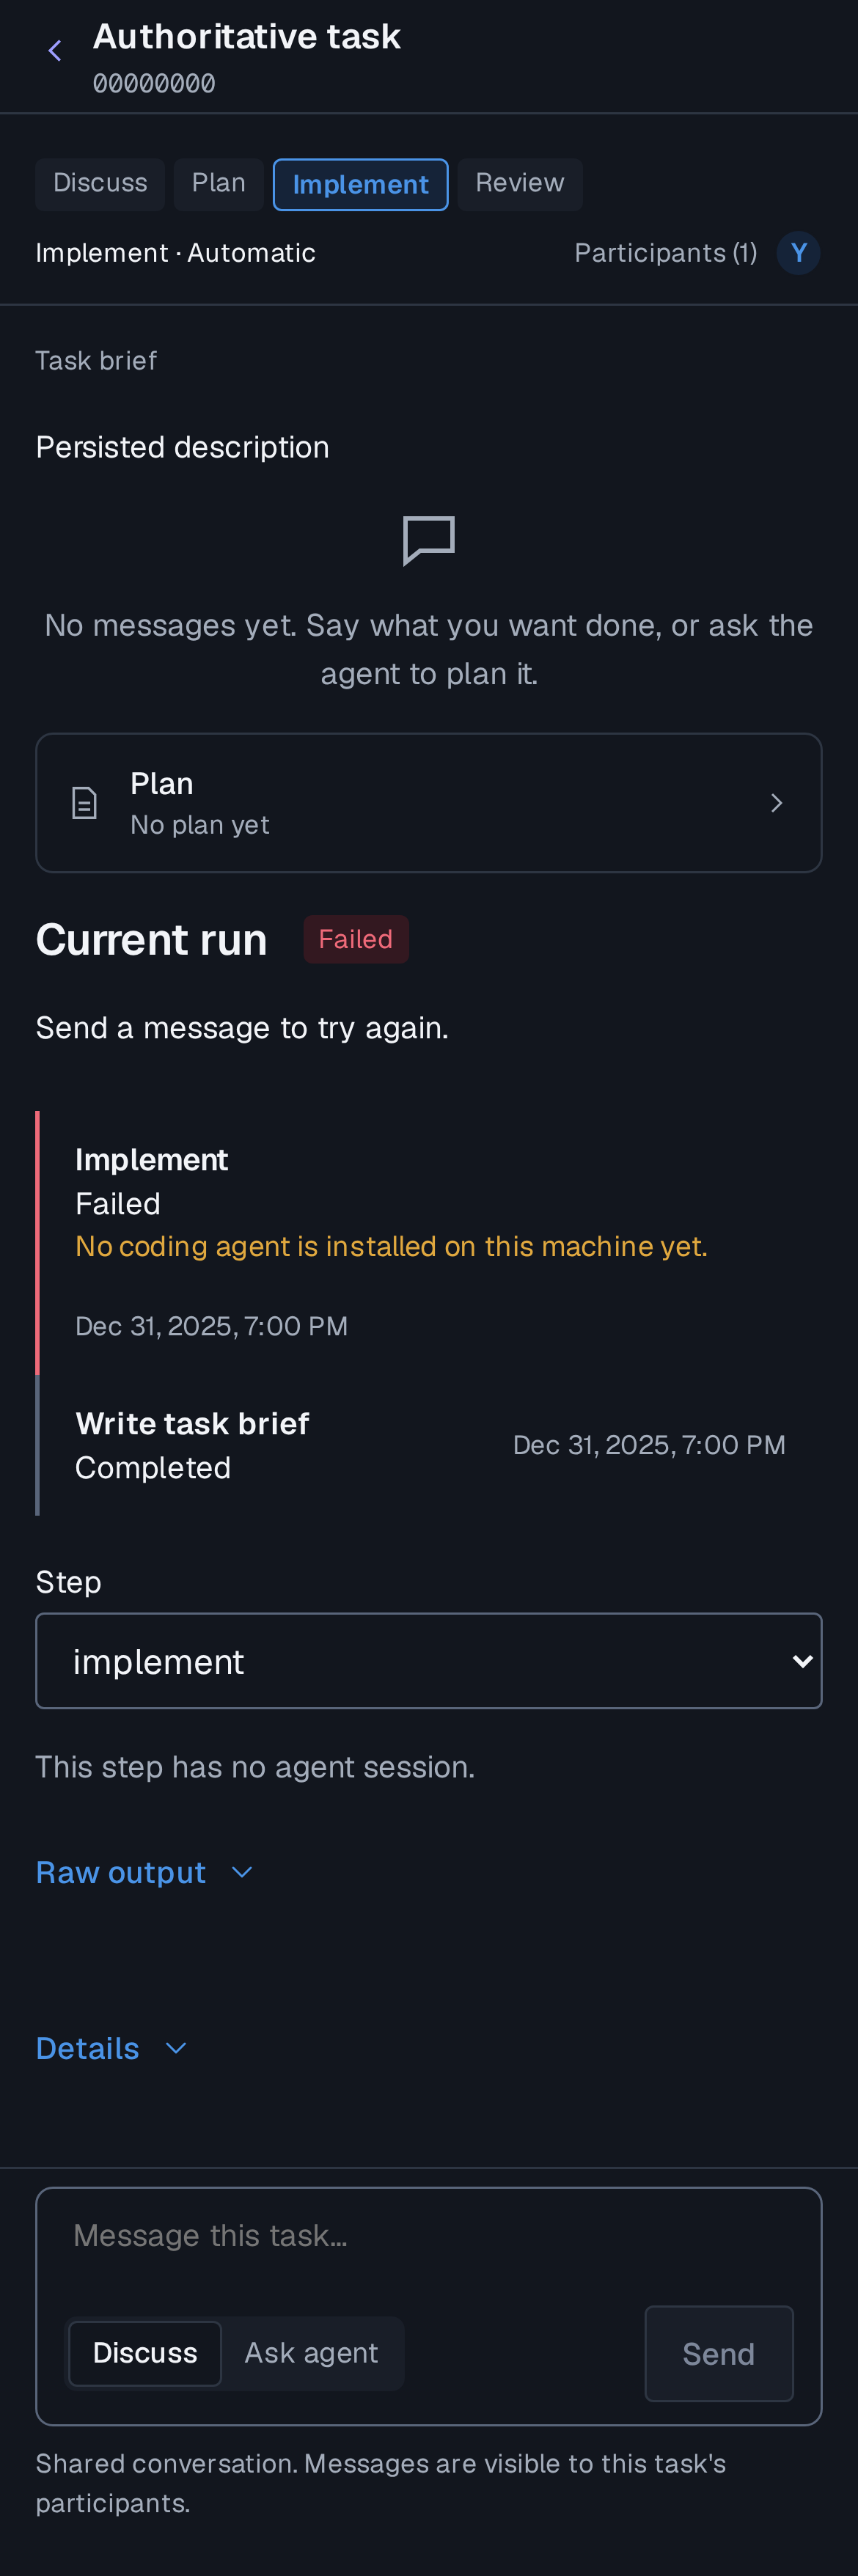 Authoritative task
00000000
Discuss Plan Implement Review
Implement · Automatic Participants (1) Y
Task brief
Persisted description
No messages yet. Say what you want done, or ask the
agent to plan it.
Plan
No plan yet
Current run Failed
Send a message to try again.
Implement
Failed
No coding agent is installed on this machine yet.
Dec 31, 2025, 7:00 PM
Write task brief
Dec 31, 2025, 7:00 PM
Completed
Step
implement
This step has no agent session.
Raw output
Details
Message this task...
Discuss Ask agent Send
Shared conversation. Messages are visible to this task's
participants.